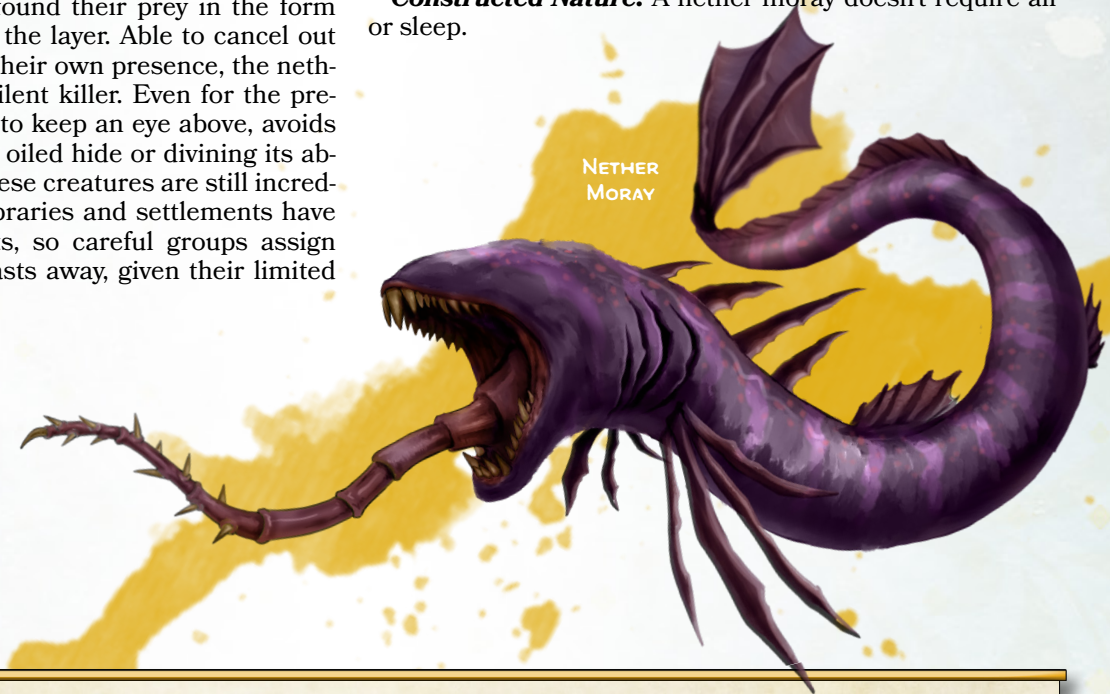 ound their prey in the form
the layer. Able to cancel out
heir own presence, the neth-
ilent killer. Even for the pre-
to keep an eye above, avoids
oiled hide or divining its ab-
ese creatures are still incred-
braries and settlements have
s, so careful groups assign
asts away, given their limited
Constructed Nature. A nether moray doesn't require air
or sleep.
Nether
Moray